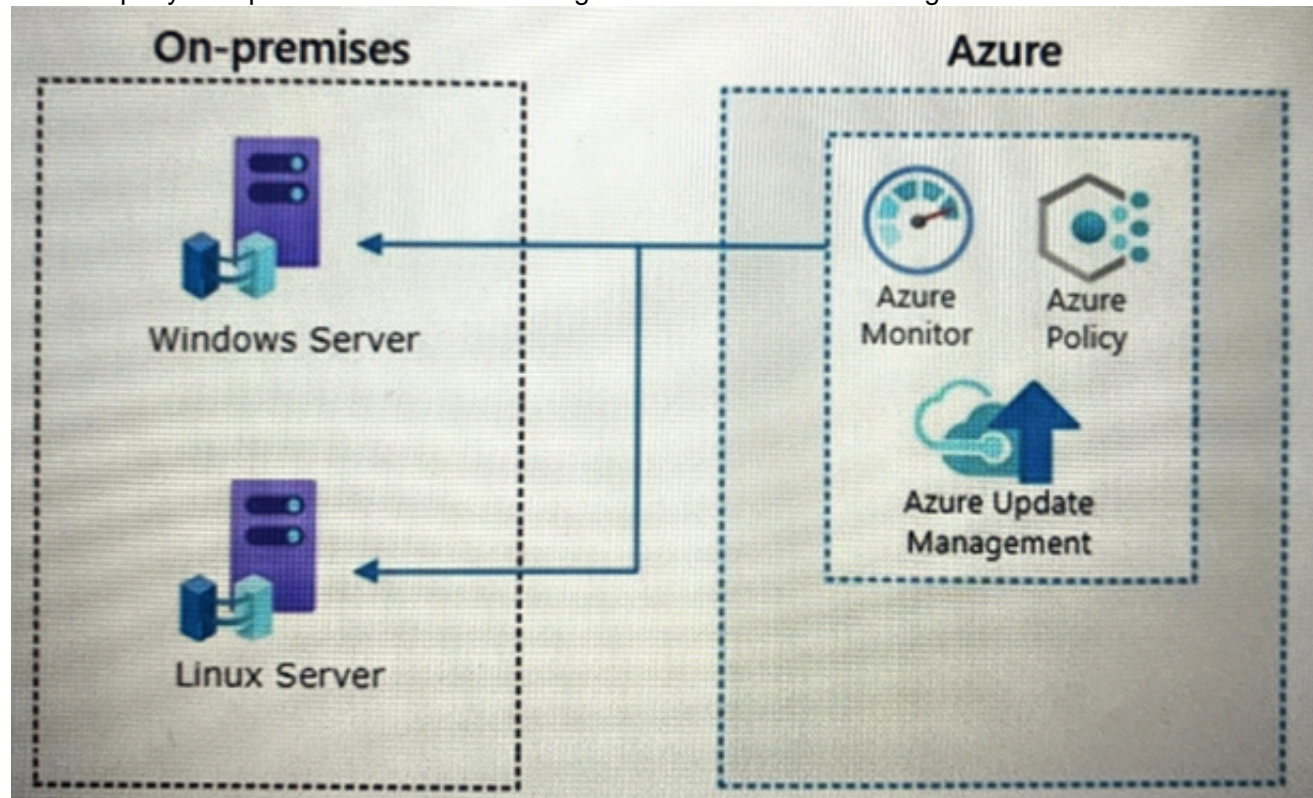 On-premises
Azure
Windows Server
Linux Server
Azure
Monitor
Azure
Policy
Azure Update
Management